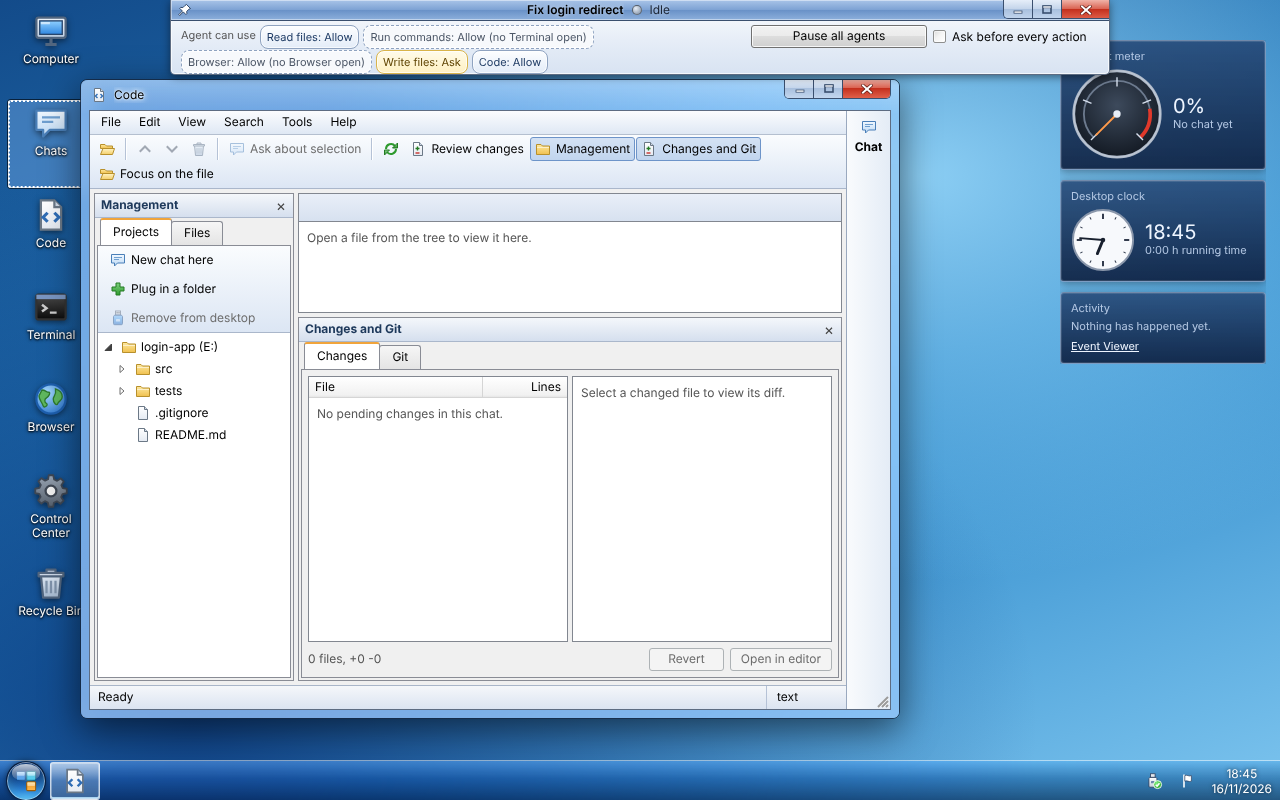 Fix login redirect Idle
Agent can use Read files: Allow Run commands: Allow (no Terminal open)
Browser: Allow (no Browser open) Write files: Ask Code: Allow
Pause all agents Ask before every action
Computer
Chats
Code
Terminal
Browser
Control
Center
Recycle Bin
Code
File Edit View Search Tools Help
Ask about selection Review changes Management Changes and Git
Focus on the file
Chat
Management
Projects Files
New chat here
Plug in a folder
Remove from desktop
login-app (E:)
src
tests
.gitignore
README.md
Open a file from the tree to view it here.
Changes and Git
Changes Git
File Lines
No pending changes in this chat.
Select a changed file to view its diff.
0 files, +0 -0
Revert Open in editor
Ready text
meter
0%
No chat yet
Desktop clock
18:45
0:00 h running time
Activity
Nothing has happened yet.
Event Viewer
18:45
16/11/2026